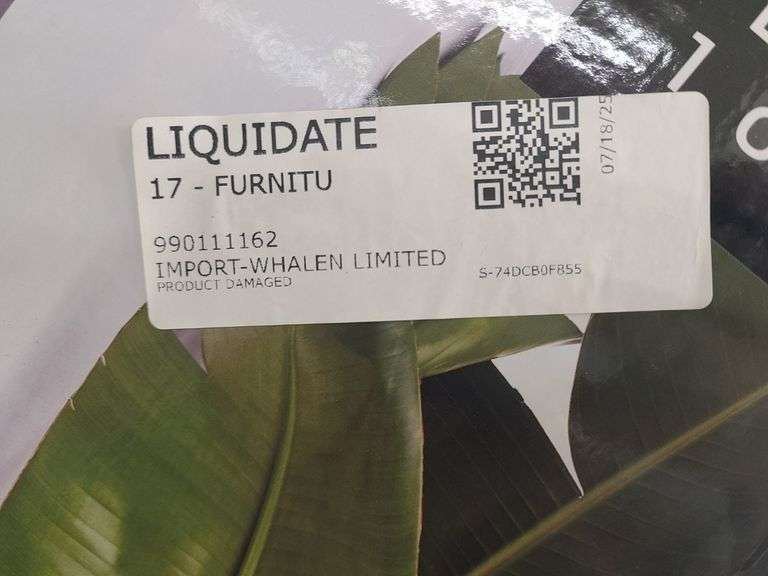 LIQUIDATE
17 - FURNITU
07/18/25
990111162
IMPORT-WHALEN LIMITED
PRODUCT DAMAGED
S-74DCB0F855